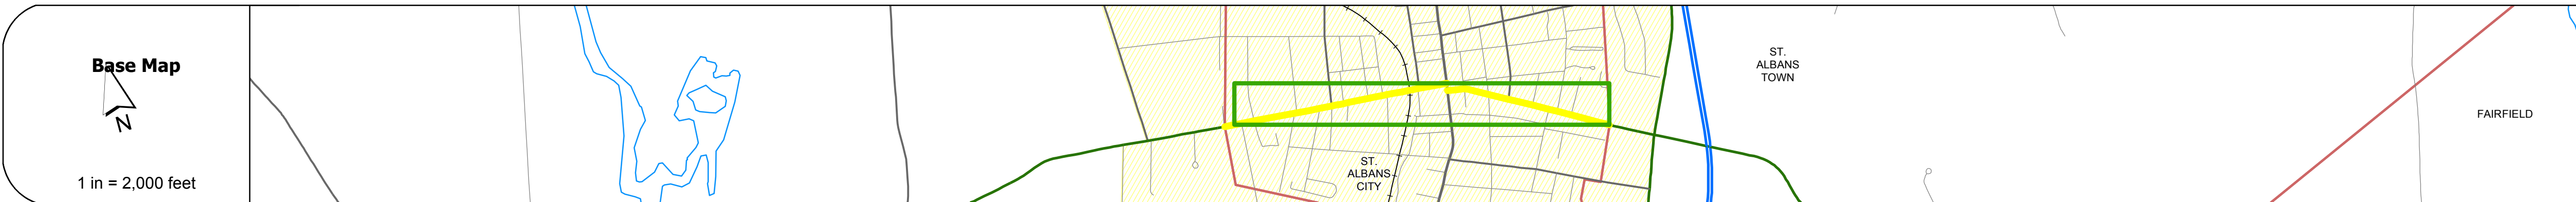 Base Map
N
1 in = 2,000 feet
ST.
ALBANS
CITY
ST.
ALBANS
TOWN
FAIRFIELD